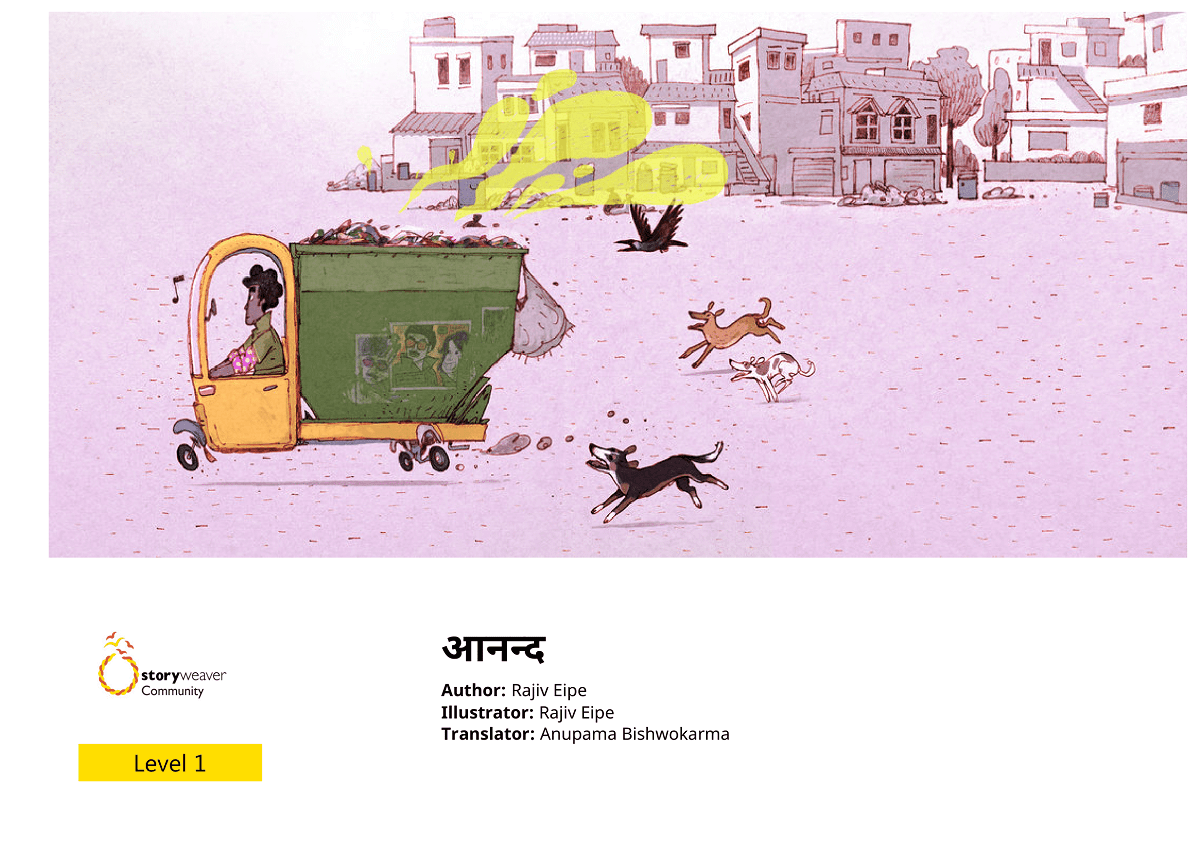 storyweaver
Community
Level 1
आनन्द
Author: Rajiv Eipe
Illustrator: Rajiv Eipe
Translator: Anupama Bishwokarma